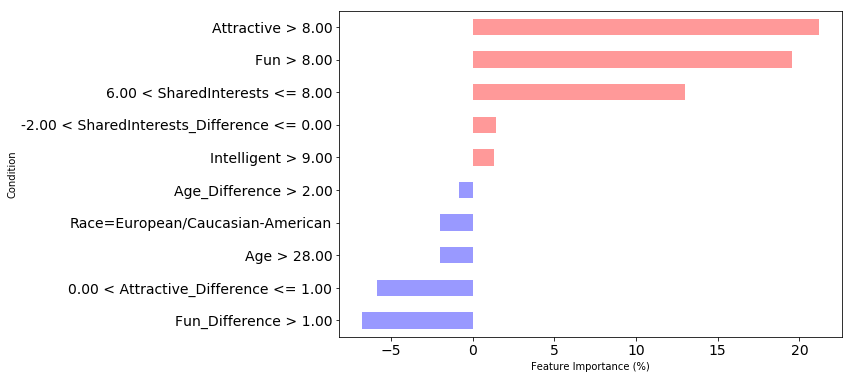 Attractive > 8.00
Fun > 8.00
6.00 < SharedInterests <= 8.00
-2.00 < SharedInterests_Difference <= 0.00
Intelligent > 9.00
Age_Difference > 2.00
Race=European/Caucasian-American
Age > 28.00
0.00 < Attractive_Difference <= 1.00
Fun_Difference > 1.00
Condition
−5 0 5 10 15 20
Feature Importance (%)